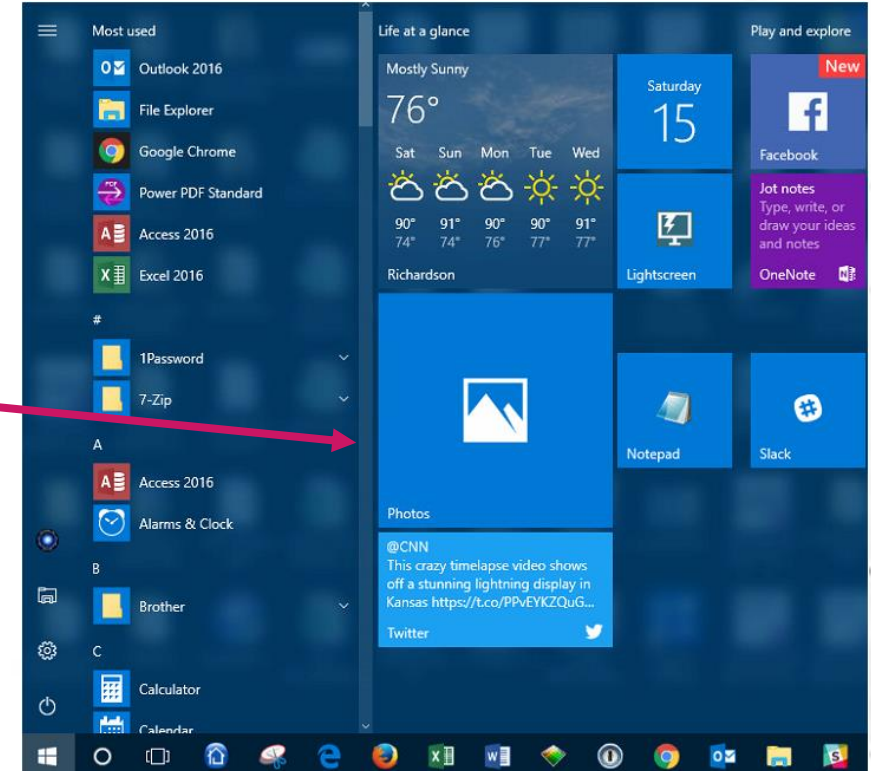 Most used
Outlook 2016
File Explorer
Google Chrome
Power PDF Standard
Access 2016
Excel 2016
#
1Password
7-Zip
A
Access 2016
Alarms & Clock
B
Brother
C
Calculator
Calendar
Life at a glance
Mostly Sunny
76°
Sat Sun Mon Tue Wed
90° 91° 90° 90° 91°
74° 74° 76° 77° 77°
Richardson
Saturday
15
Lightscreen
Photos
Notepad
@CNN
This crazy timelapse video shows
off a stunning lightning display in
Kansas https://t.co/PPvEYKZQuG...
Twitter
Play and explore
New
Facebook
Jot notes
Type, write, or
draw your ideas
and notes
OneNote
Slack